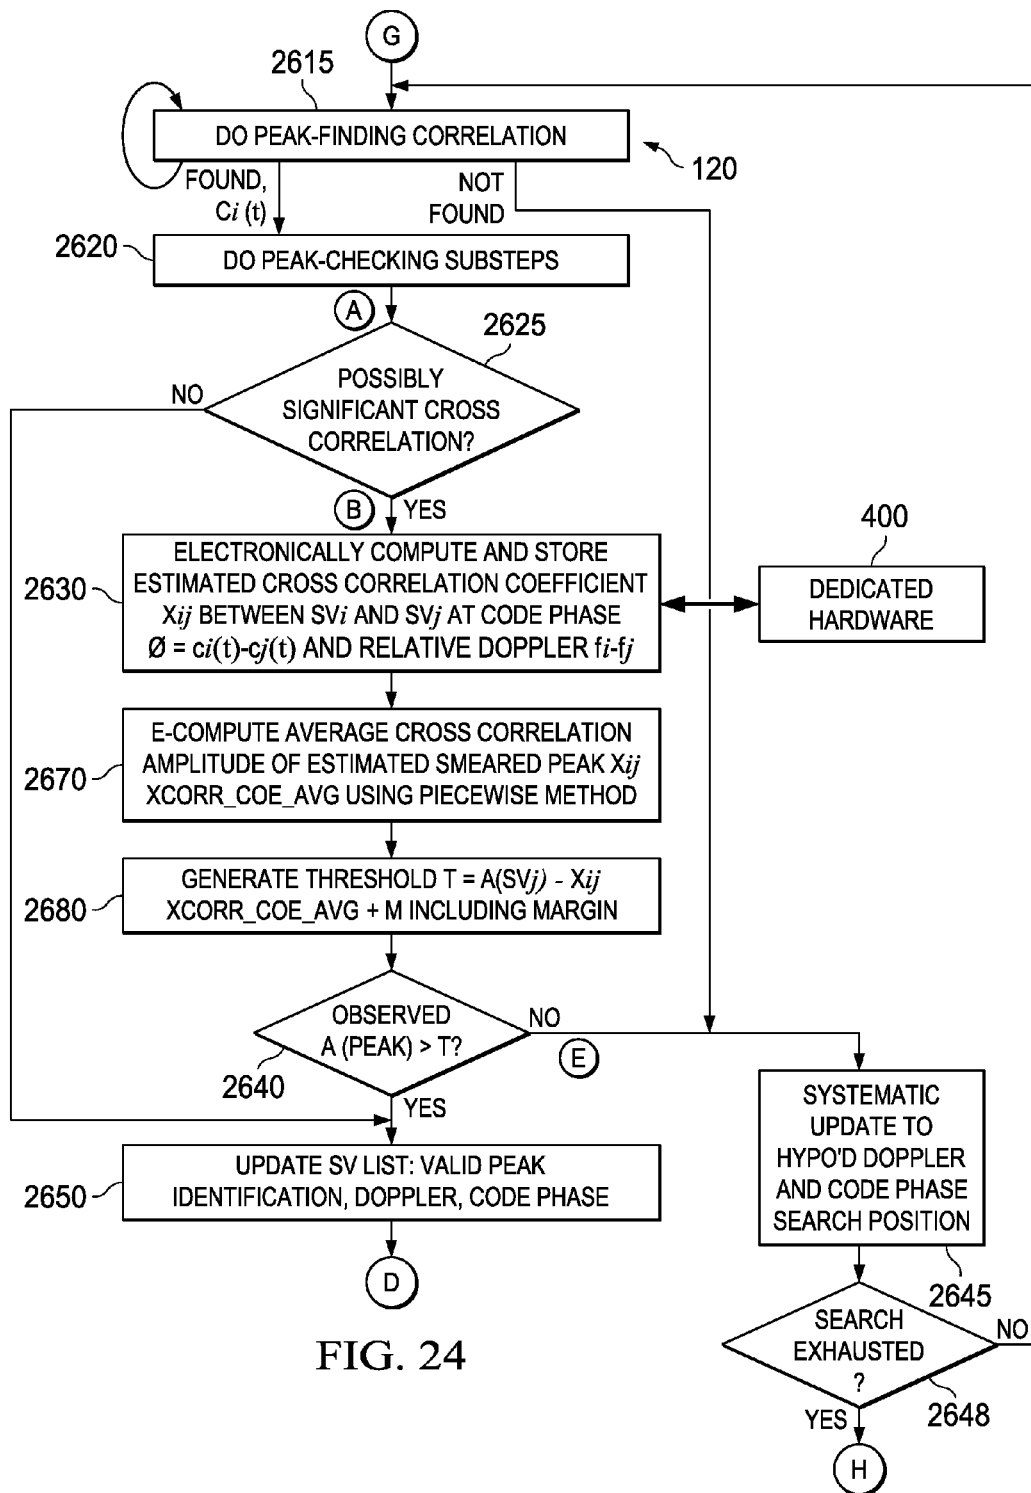 G
2615
DO PEAK-FINDING CORRELATION
120
FOUND,
Ci (t)
NOT
FOUND
2620
DO PEAK-CHECKING SUBSTEPS
A
2625
NO
POSSIBLY
SIGNIFICANT CROSS
CORRELATION?
B
YES
2630
ELECTRONICALLY COMPUTE AND STORE
ESTIMATED CROSS CORRELATION COEFFICIENT
Xij BETWEEN SVi AND SVj AT CODE PHASE
Ø = ci(t)-cj(t) AND RELATIVE DOPPLER fi-fj
400
DEDICATED
HARDWARE
2670
E-COMPUTE AVERAGE CROSS CORRELATION
AMPLITUDE OF ESTIMATED SMEARED PEAK Xij
XCORR_COE_AVG USING PIECEWISE METHOD
2680
GENERATE THRESHOLD T = A(SVj) - Xij
XCORR_COE_AVG + M INCLUDING MARGIN
OBSERVED
A (PEAK) > T?
NO
E
2640
YES
2650
UPDATE SV LIST: VALID PEAK
IDENTIFICATION, DOPPLER, CODE PHASE
D
SYSTEMATIC
UPDATE TO
HYPO'D DOPPLER
AND CODE PHASE
SEARCH POSITION
2645
SEARCH
EXHAUSTED
?
NO
2648
YES
H
FIG. 24